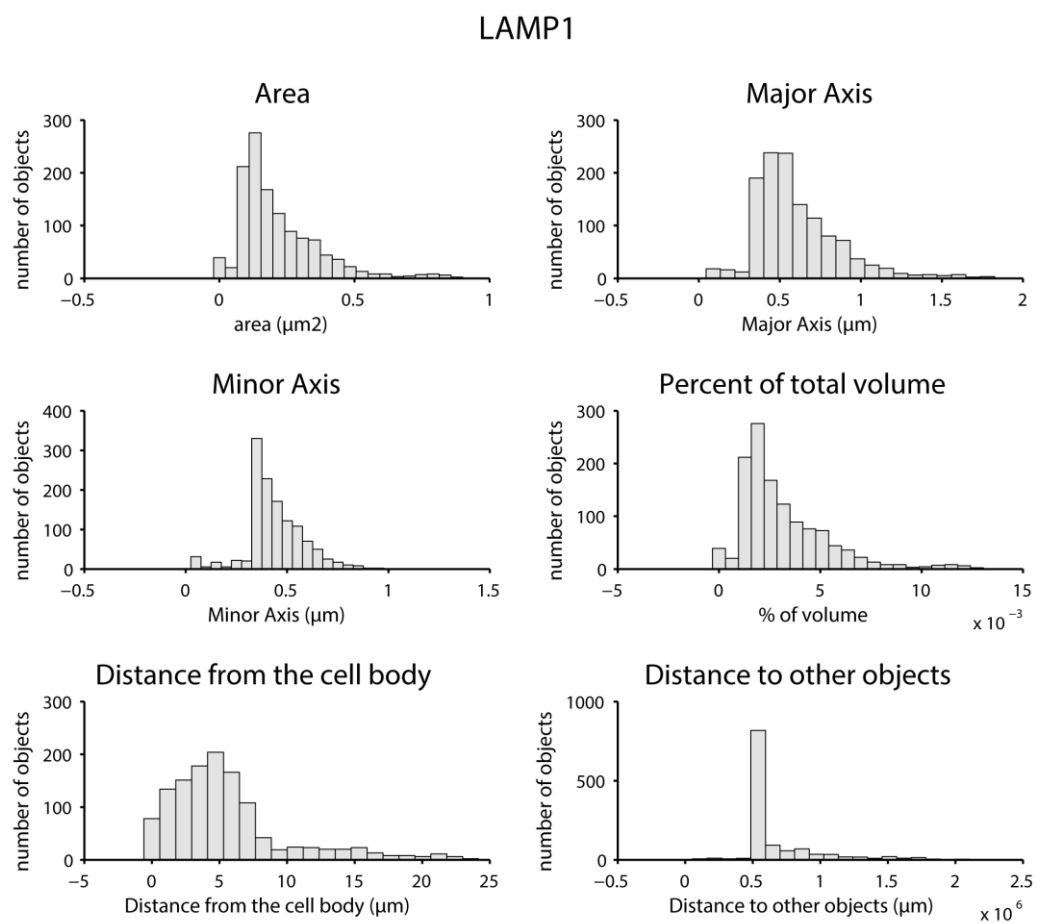 LAMP1
Area
number of objects
300
200
100
0
−0.5
0
0.5
1
area (μm2)
Major Axis
number of objects
300
200
100
0
−0.5
0
0.5
1
1.5
2
Major Axis (μm)
Minor Axis
number of objects
400
300
200
100
0
−0.5
0
0.5
1
1.5
Minor Axis (μm)
Percent of total volume
number of objects
300
200
100
0
−5
0
5
10
15
% of volume
x 10 −3
Distance from the cell body
number of objects
300
200
100
0
−5
0
5
10
15
20
25
Distance from the cell body (μm)
Distance to other objects
number of objects
1000
500
0
−0.5
0
0.5
1
1.5
2
2.5
Distance to other objects (μm)
x 10 6